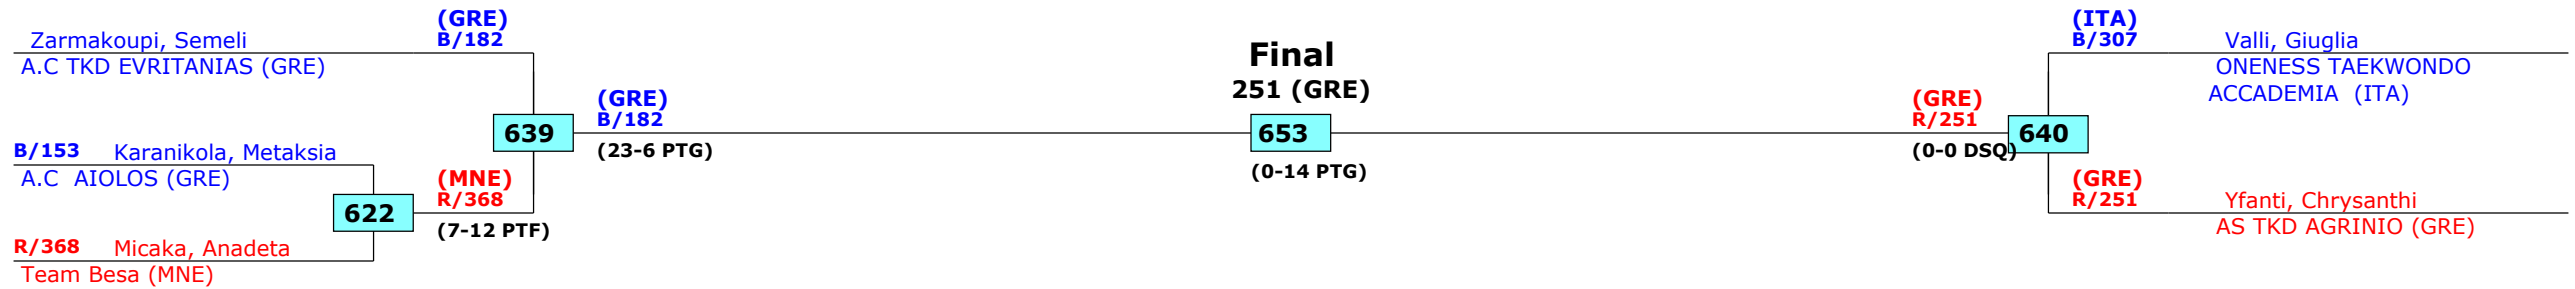 (GRE)
B/182
Zarmakoupi, Semeli
A.C TKD EVRITANIAS (GRE)
B/153 Karanikola, Metaksia
A.C AIOLOS (GRE)
622
R/368 Micaka, Anadeta
Team Besa (MNE)
(MNE)
R/368
(7-12 PTF)
639
(GRE)
B/182
(23-6 PTG)
Final
251 (GRE)
653
(0-14 PTG)
(GRE)
R/251
(0-0 DSQ)
640
(ITA)
B/307
Valli, Giuglia
ONENESS TAEKWONDO
ACCADEMIA (ITA)
(GRE)
R/251
Yfanti, Chrysanthi
AS TKD AGRINIO (GRE)